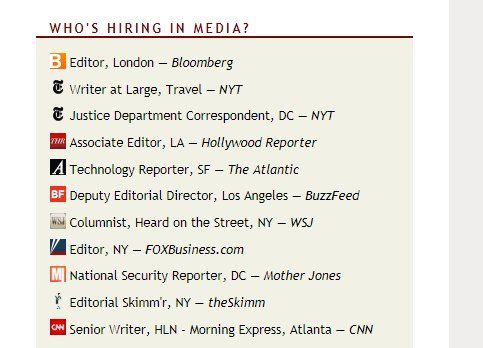 WHO'S HIRING IN MEDIA?
B Editor, London — Bloomberg
T Writer at Large, Travel — NYT
T Justice Department Correspondent, DC — NYT
THR Associate Editor, LA — Hollywood Reporter
A Technology Reporter, SF — The Atlantic
BF Deputy Editorial Director, Los Angeles — BuzzFeed
WSJ Columnist, Heard on the Street, NY — WSJ
Editor, NY — FOXBusiness.com
M National Security Reporter, DC — Mother Jones
Editorial Skimm'r, NY — theSkimm
CNN Senior Writer, HLN - Morning Express, Atlanta — CNN